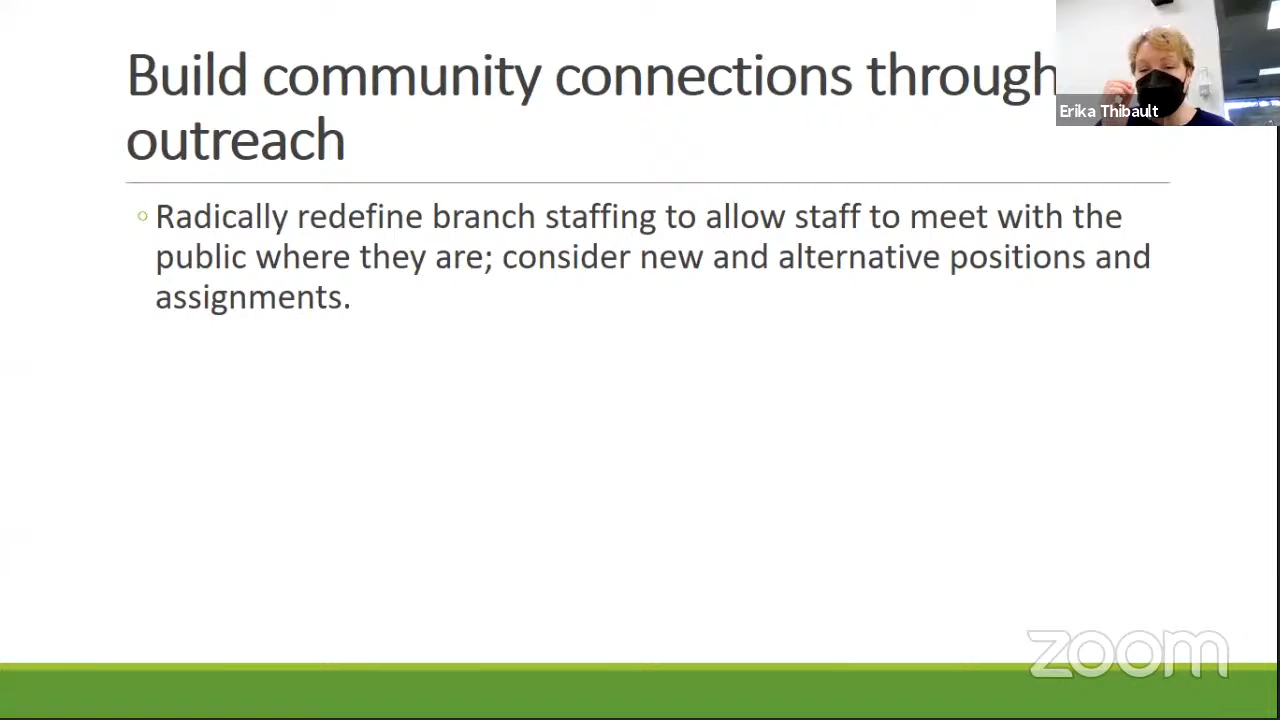 Build community connections through
outreach
Erika Thibault
Radically redefine branch staffing to allow staff to meet with the
public where they are; consider new and alternative positions and
assignments.
zoom